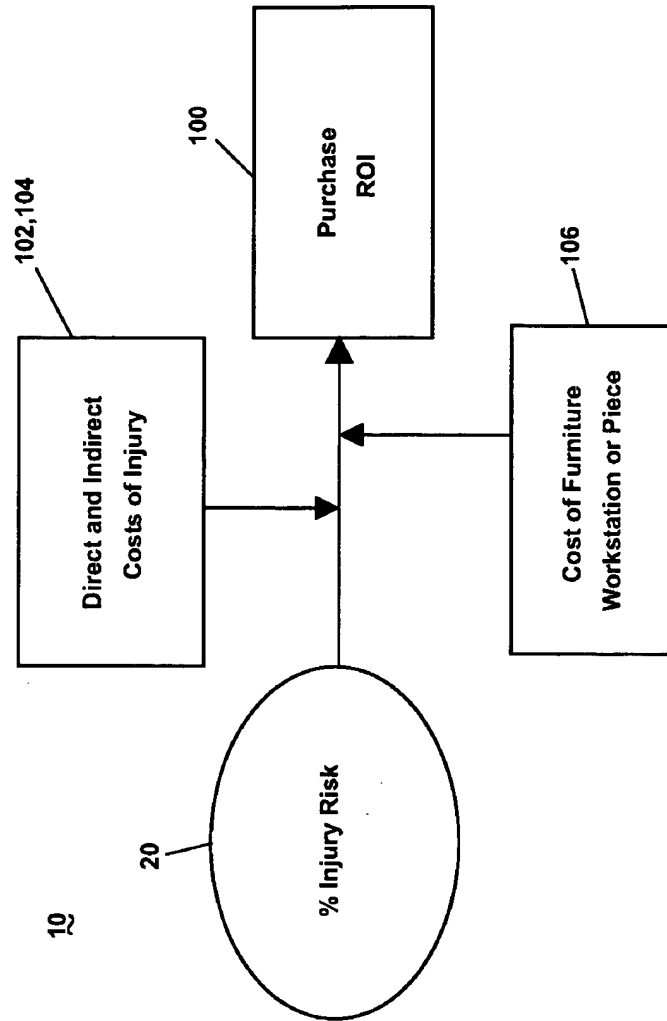 10
20
% Injury Risk
102,104
Direct and Indirect
Costs of Injury
100
Purchase
ROI
106
Cost of Furniture
Workstation or Piece